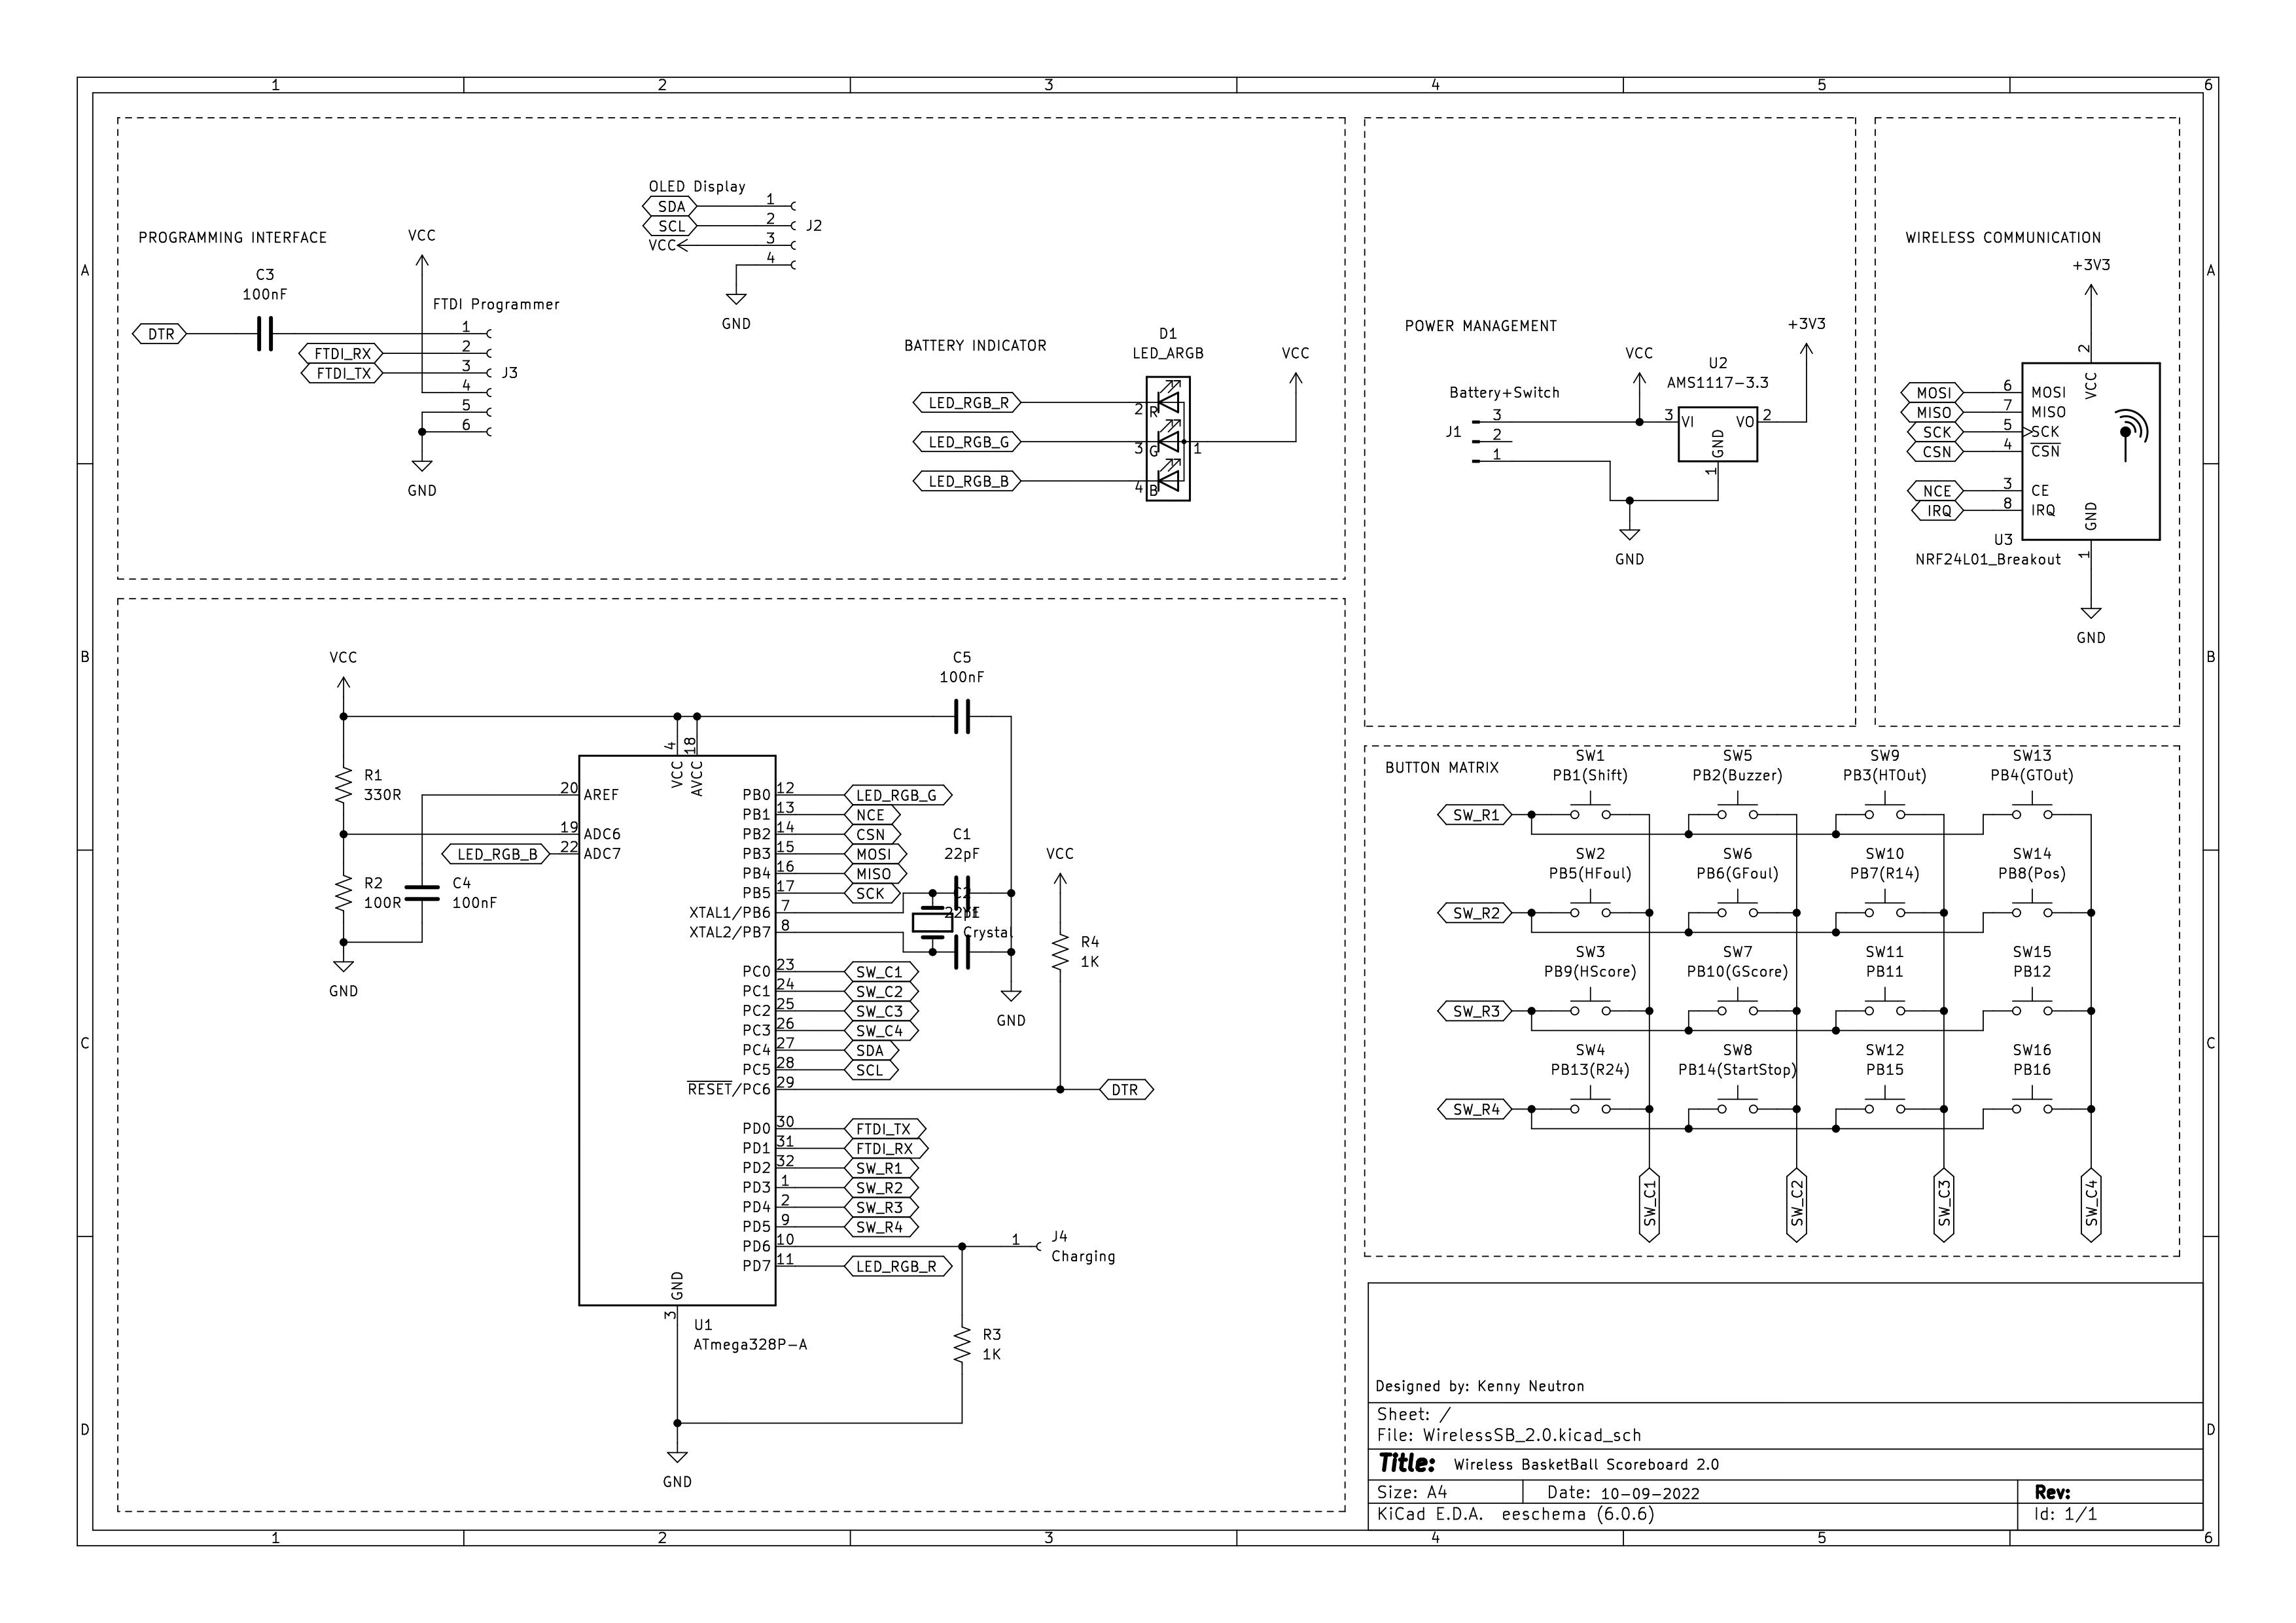 1 2 3 4 5 6
A
B
C
D
PROGRAMMING INTERFACE
C3
100nF
VCC
FTDI Programmer
DTR
FTDI_RX
FTDI_TX
1
2
3
4
5
6
J3
GND
OLED Display
SDA
SCL
VCC
1
2
3
4
J2
GND
BATTERY INDICATOR
D1
LED_ARGB
VCC
LED_RGB_R
LED_RGB_G
LED_RGB_B
2 R
3 G
4 B
1
POWER MANAGEMENT
Battery+Switch
J1
3
2
1
VCC
U2
AMS1117-3.3
3 VI
VO 2
GND
1
+3V3
GND
WIRELESS COMMUNICATION
+3V3
2
VCC
MOSI 6 MOSI
MISO 7 MISO
SCK 5 SCK
CSN 4 CSN
NCE 3 CE
IRQ 8 IRQ
GND
1
U3
NRF24L01_Breakout
GND
VCC
C5
100nF
R1
330R
R2
100R
C4
100nF
GND
LED_RGB_B
4
18
VCC
AVCC
20 AREF
19 ADC6
22 ADC7
PB0 12 LED_RGB_G
PB1 13 NCE
PB2 14 CSN
PB3 15 MOSI
PB4 16 MISO
PB5 17 SCK
XTAL1/PB6 7
XTAL2/PB7 8
C1
22pF
Crystal
VCC
R4
1K
GND
PC0 23 SW_C1
PC1 24 SW_C2
PC2 25 SW_C3
PC3 26 SW_C4
PC4 27 SDA
PC5 28 SCL
RESET/PC6 29
DTR
PD0 30 FTDI_TX
PD1 31 FTDI_RX
PD2 32 SW_R1
PD3 1 SW_R2
PD4 2 SW_R3
PD5 9 SW_R4
PD6 10
PD7 11 LED_RGB_R
1
J4
Charging
GND
3
U1
ATmega328P-A
R3
1K
GND
BUTTON MATRIX
SW1 SW5 SW9 SW13
PB1(Shift) PB2(Buzzer) PB3(HTOut) PB4(GTOut)
SW_R1
SW2 SW6 SW10 SW14
PB5(HFoul) PB6(GFoul) PB7(R14) PB8(Pos)
SW_R2
SW3 SW7 SW11 SW15
PB9(HScore) PB10(GScore) PB11 PB12
SW_R3
SW4 SW8 SW12 SW16
PB13(R24) PB14(StartStop) PB15 PB16
SW_R4
SW_C1 SW_C2 SW_C3 SW_C4
Designed by: Kenny Neutron
Sheet: /
File: WirelessSB_2.0.kicad_sch
Title: Wireless BasketBall Scoreboard 2.0
Size: A4 Date: 10-09-2022 Rev:
KiCad E.D.A. eeschema (6.0.6) Id: 1/1
A
B
C
D
1 2 3 4 5 6